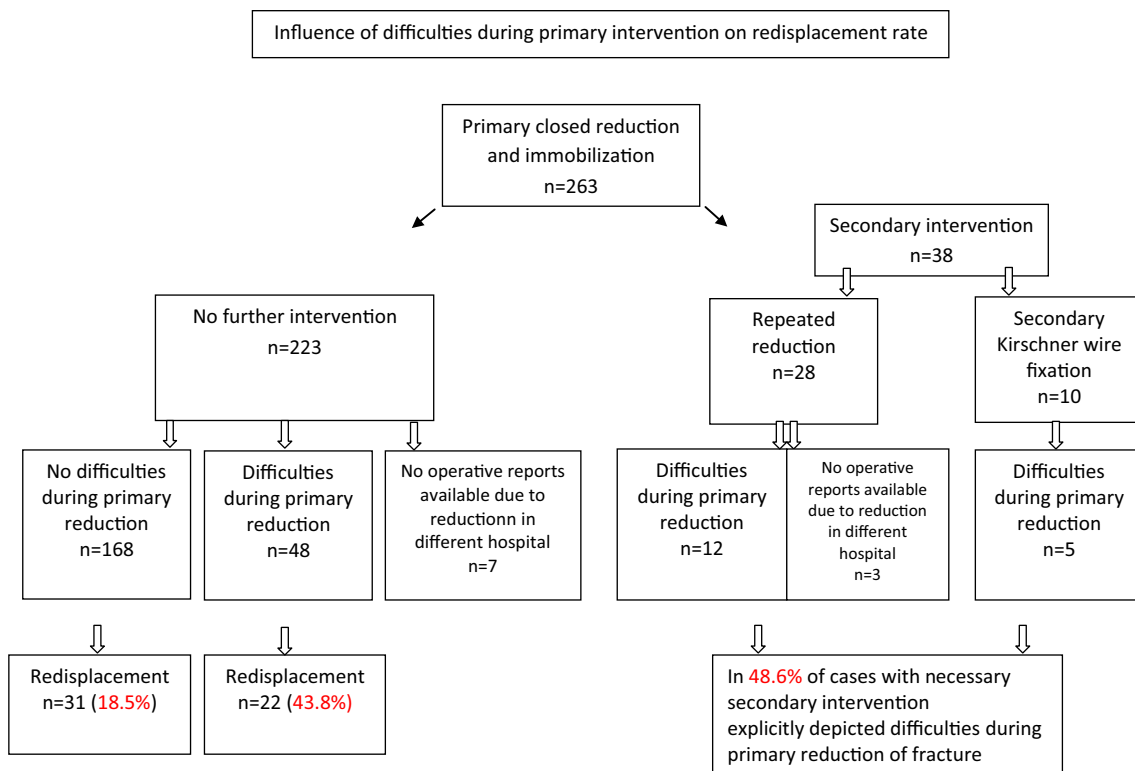 Influence of difficulties during primary intervention on redisplacement rate
Primary closed reduction
and immobilization
n=263
Secondary intervention
n=38
No further intervention
n=223
Repeated
reduction
n=28
Secondary
Kirschner wire
fixation
n=10
No difficulties
during primary
reduction
n=168
Difficulties
during primary
reduction
n=48
No operative reports
available due to
reductionn in
different hospital
n=7
Difficulties
during primary
reduction
n=12
No operative
reports available
due to reduction
in different
hospital
n=3
Difficulties
during primary
reduction
n=5
Redisplacement
n=31 (18.5%)
Redisplacement
n=22 (43.8%)
In 48.6% of cases with necessary
secondary intervention
explicitly depicted difficulties during
primary reduction of fracture